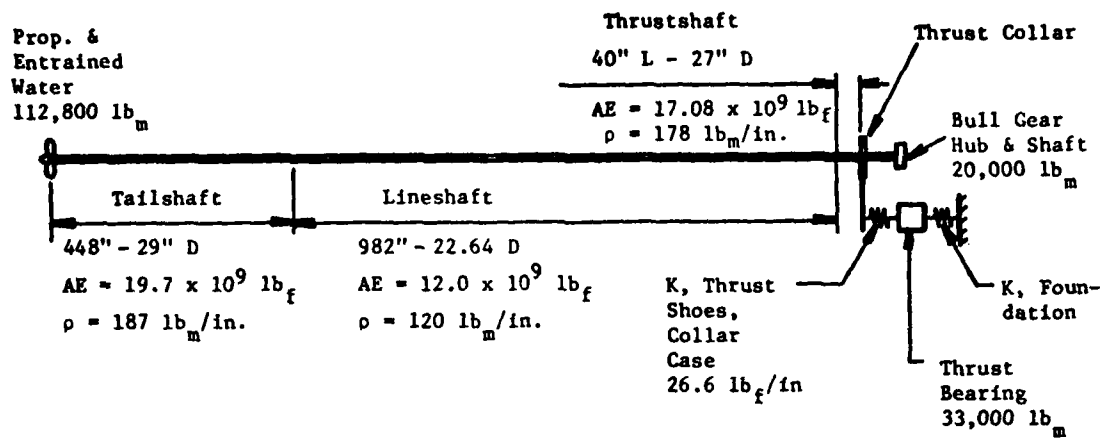 Prop. &
Entrained
Water
112,800 lbm
Thrustshaft
40" L - 27" D
AE = 17.08 x 10^9 lbf
ρ = 178 lbm/in.
Thrust Collar
Bull Gear
Hub & Shaft
20,000 lbm
Tailshaft
448" - 29" D
AE = 19.7 x 10^9 lbf
ρ = 187 lbm/in.
Lineshaft
982" - 22.64 D
AE = 12.0 x 10^9 lbf
ρ = 120 lbm/in.
K, Thrust
Shoes,
Collar
Case
26.6 lbf/in
K, Foun-
dation
Thrust
Bearing
33,000 lbm